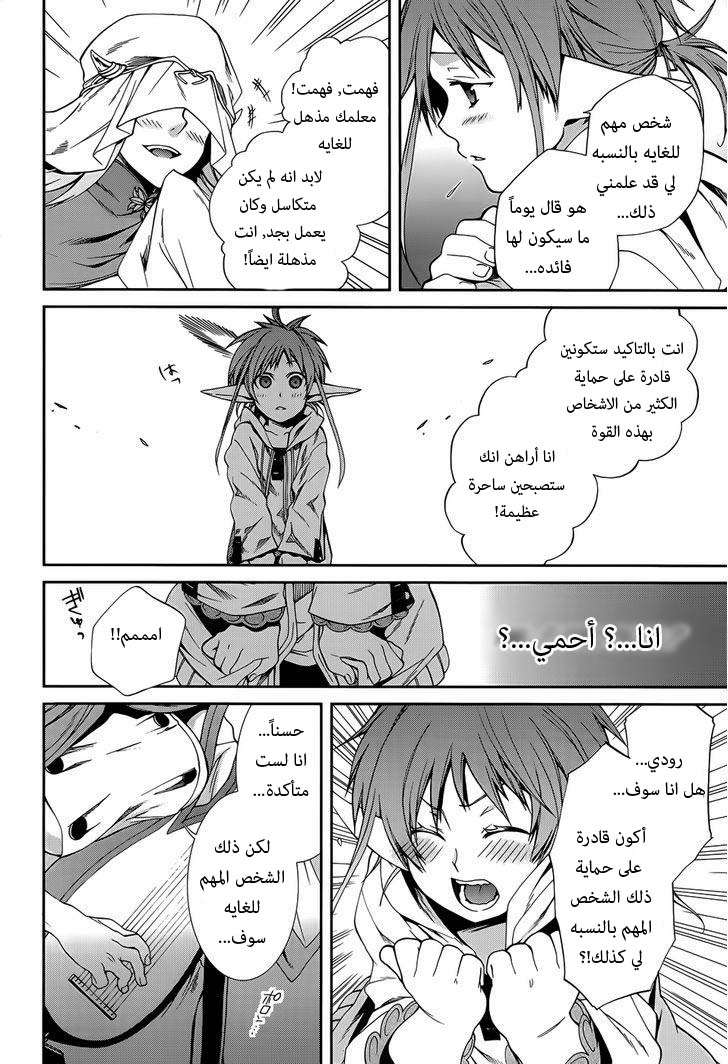 شخص مهم
للغايه بالنسبه
لي قد علمني
ذلك...
هو قال يوماً
ما سيكون لها
فائده...
فهمت, فهمت!
معلمك مذهل
للغايه
لابد انه لم يكن
متكاسل وكان
يعمل بجد, انت
مذهلة ايضاً!
انت بالتاكيد ستكونين
قادرة على حماية
الكثير من الاشخاص
بهذه القوة
انا أراهن انك
ستصبحين ساحرة
عظيمة!
はっ
انا...؟ أحمي...؟
امممم!!
رودي...
هل انا سوف...
أكون قادرة
على حماية
ذلك الشخص
المهم بالنسبه
لي كذلك!؟
حسناً...
انا لست
متأكدة...
لكن ذلك
الشخص المهم
للغايه
سوف.